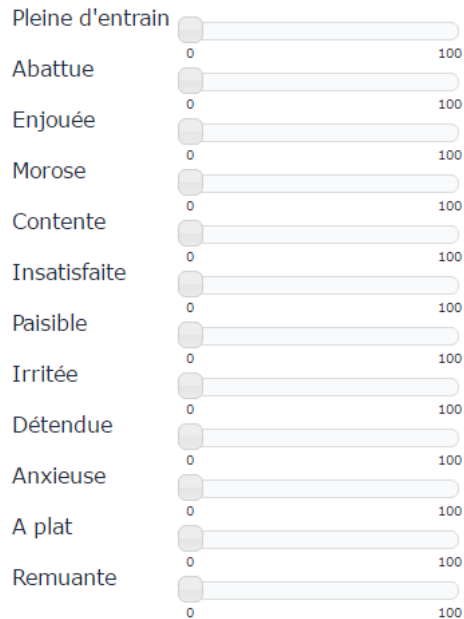 Pleine d'entrain
0 100
Abattue
0 100
Enjouée
0 100
Morose
0 100
Contente
0 100
Insatisfaite
0 100
Paisible
0 100
Irritée
0 100
Détendue
0 100
Anxieuse
0 100
A plat
0 100
Remuante
0 100